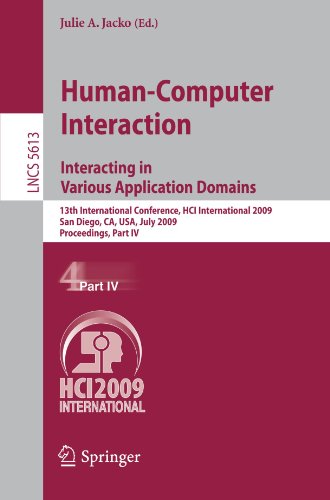 Julie A. Jacko (Ed.)
LNCS 5613
Human-Computer
Interaction
Interacting in
Various Application Domains
13th International Conference, HCI International 2009
San Diego, CA, USA, July 2009
Proceedings, Part IV
4 Part IV
HCI2009
INTERNATIONAL
Springer